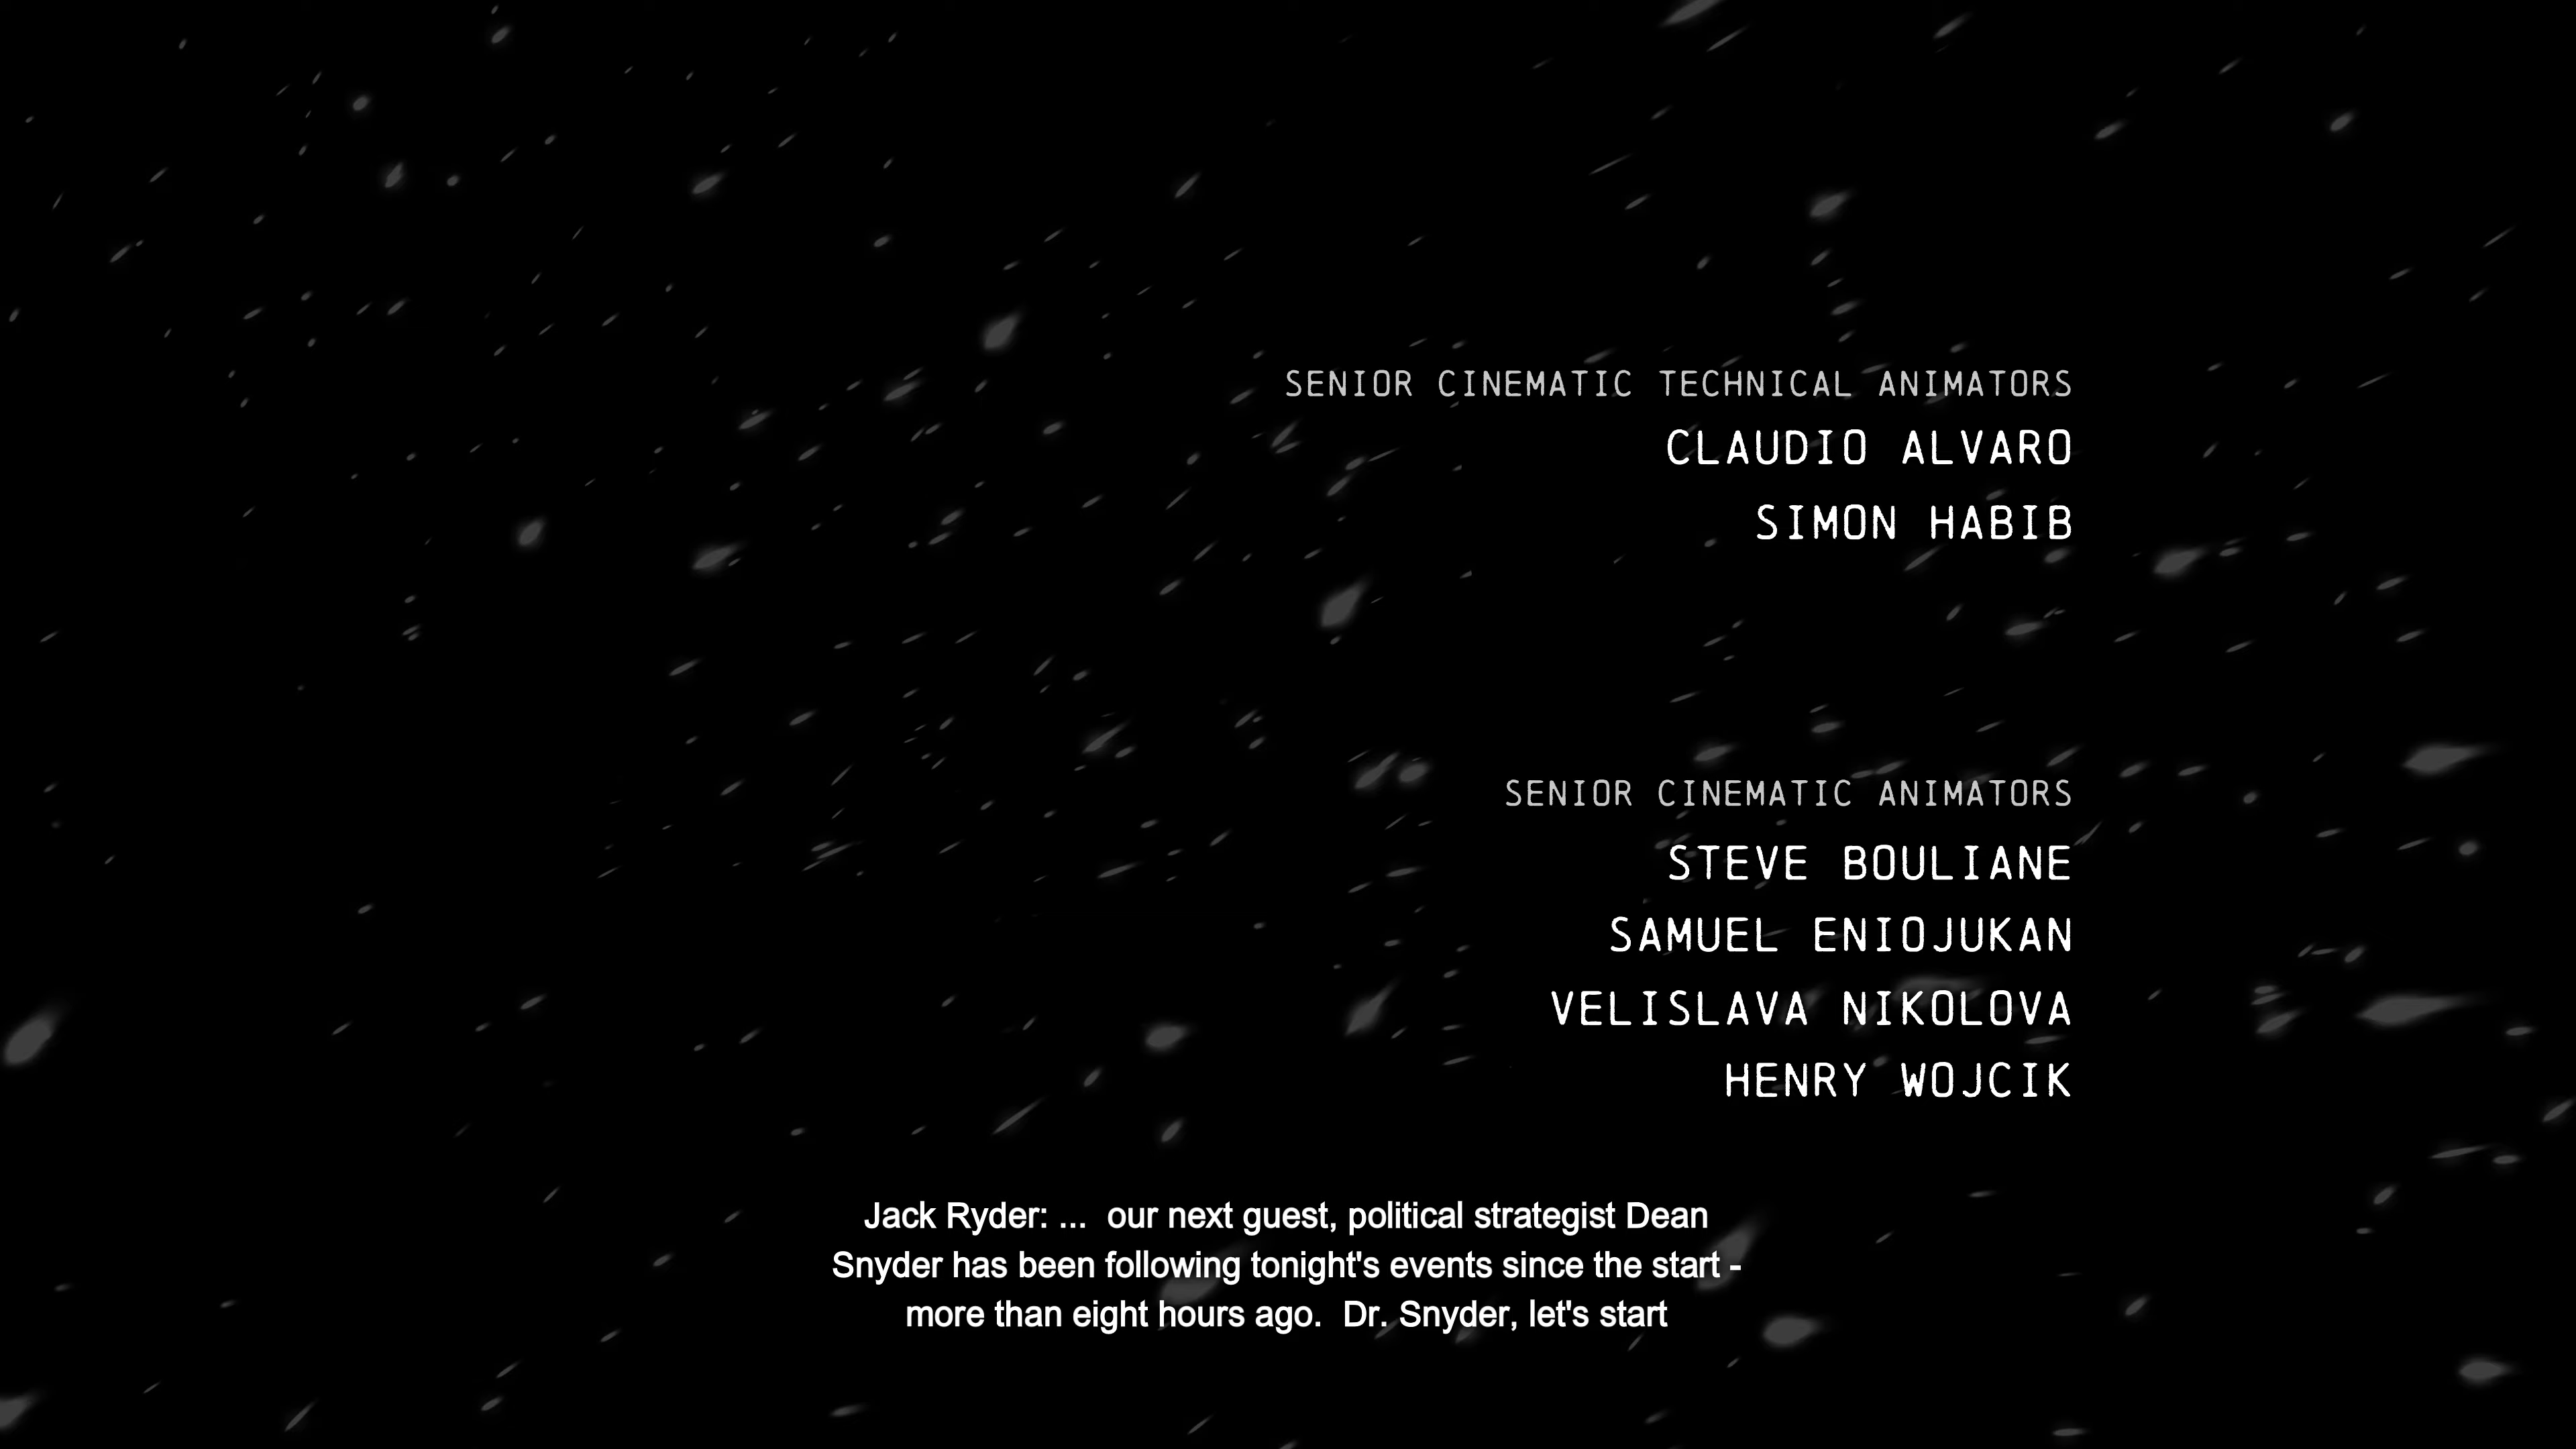 SENIOR CINEMATIC TECHNICAL ANIMATORS
CLAUDIO ALVARO
SIMON HABIB
SENIOR CINEMATIC ANIMATORS
STEVE BOULIANE
SAMUEL ENIOJUKAN
VELISLAVA NIKOLOVA
HENRY WOJCIK
Jack Ryder: ...  our next guest, political strategist Dean
Snyder has been following tonight's events since the start -
more than eight hours ago.  Dr. Snyder, let's start